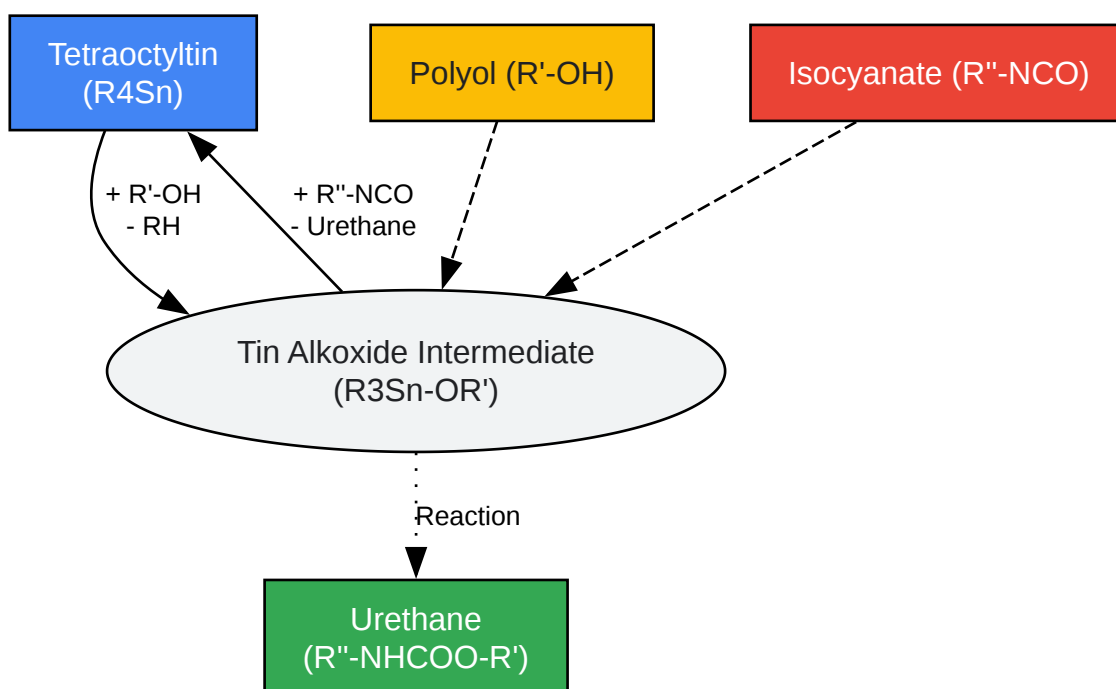 Tetraoctyltin
(R4Sn)
Polyol (R'-OH)
Isocyanate (R''-NCO)
+ R'-OH
- RH
+ R''-NCO
- Urethane
Tin Alkoxide Intermediate
(R3Sn-OR')
Reaction
Urethane
(R''-NHCOO-R')